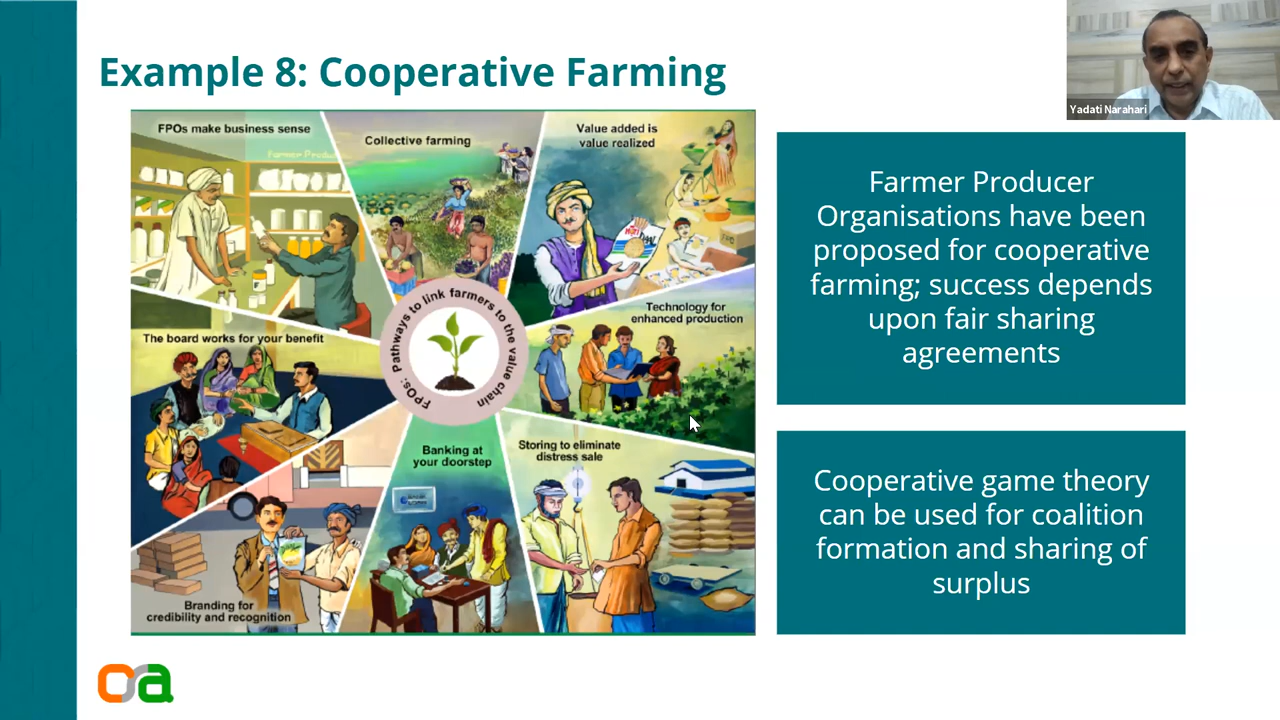 Example 8: Cooperative Farming
Yadati Narahari
FPOs make business sense
Farmer Produc
Collective farming
Value added is
value realized
Technology for
enhanced production
The board works for your benefit
FPOs: Pathways to link farmers to the value chain
Banking at
your doorstep
Storing to eliminate
distress sale
Branding for
credibility and recognition
Farmer Producer
Organisations have been
proposed for cooperative
farming; success depends
upon fair sharing
agreements
Cooperative game theory
can be used for coalition
formation and sharing of
surplus